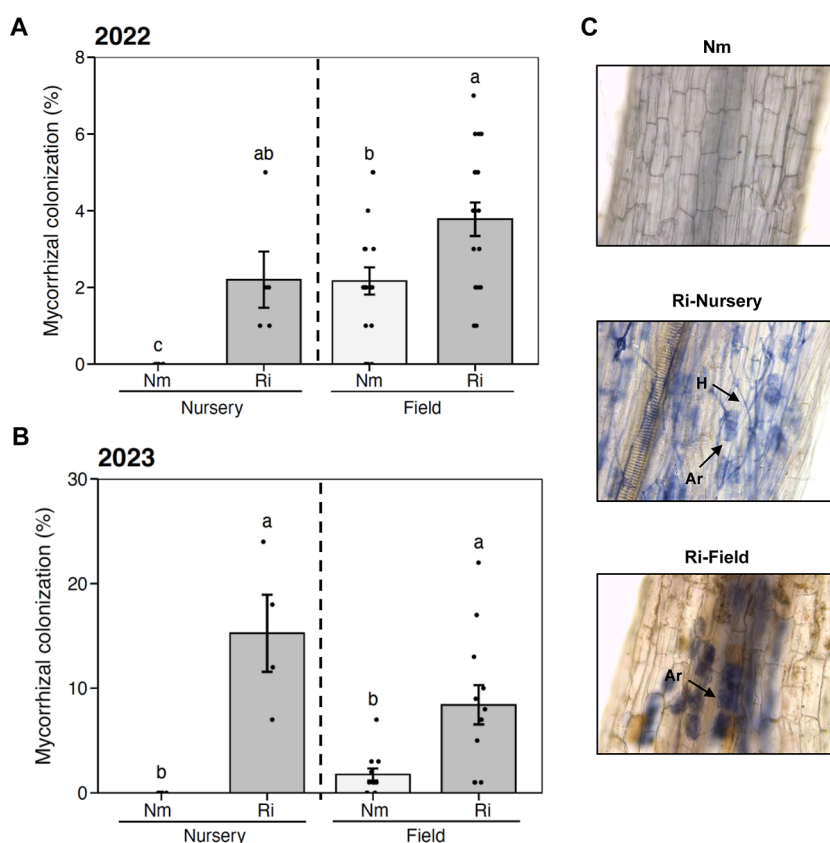 A
2022
Mycorrhizal colonization (%)
8
6
4
2
0
c
ab
b
a
Nm
Ri
Nm
Ri
Nursery
Field
B
2023
Mycorrhizal colonization (%)
30
20
10
0
b
a
b
a
Nm
Ri
Nm
Ri
Nursery
Field
C
Nm
Ri-Nursery
H
Ar
Ri-Field
Ar